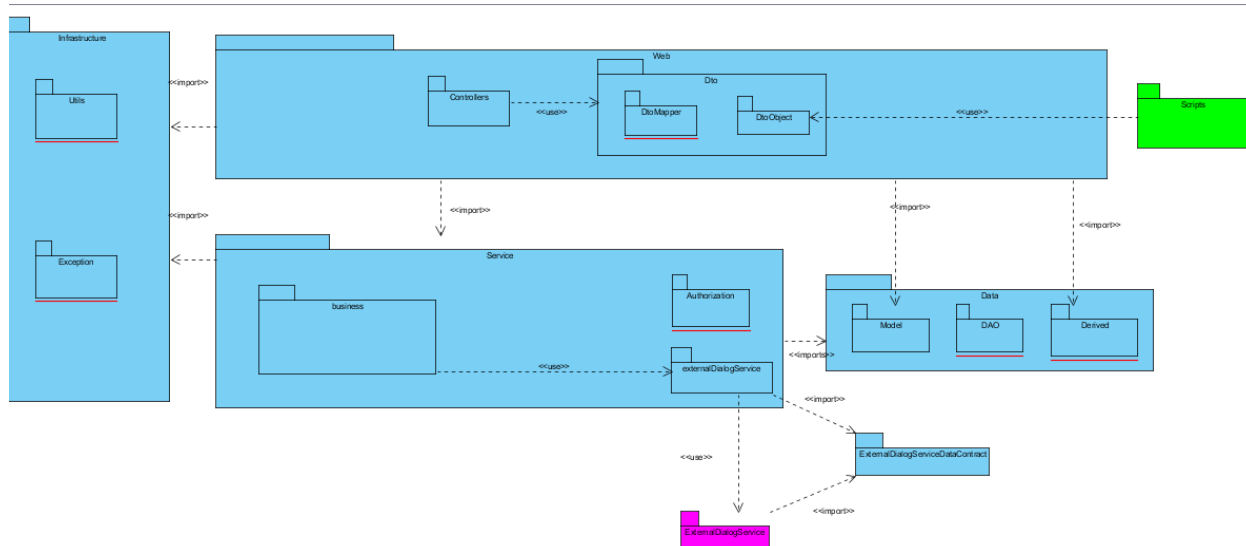 Infrastructure
Utils
Exception
<<import>>
<<import>>
Web
Controllers
<<use>>
Dto
DtoMapper
DtoObject
<<use>>
Scripts
<<import>>
<<import>>
<<import>>
Service
business
Authorization
<<use>>
externalDialogService
<<imports>>
Data
Model
DAO
Derived
<<import>>
<<use>>
ExternalDialogServiceDataContract
<<import>>
ExternalDialogService